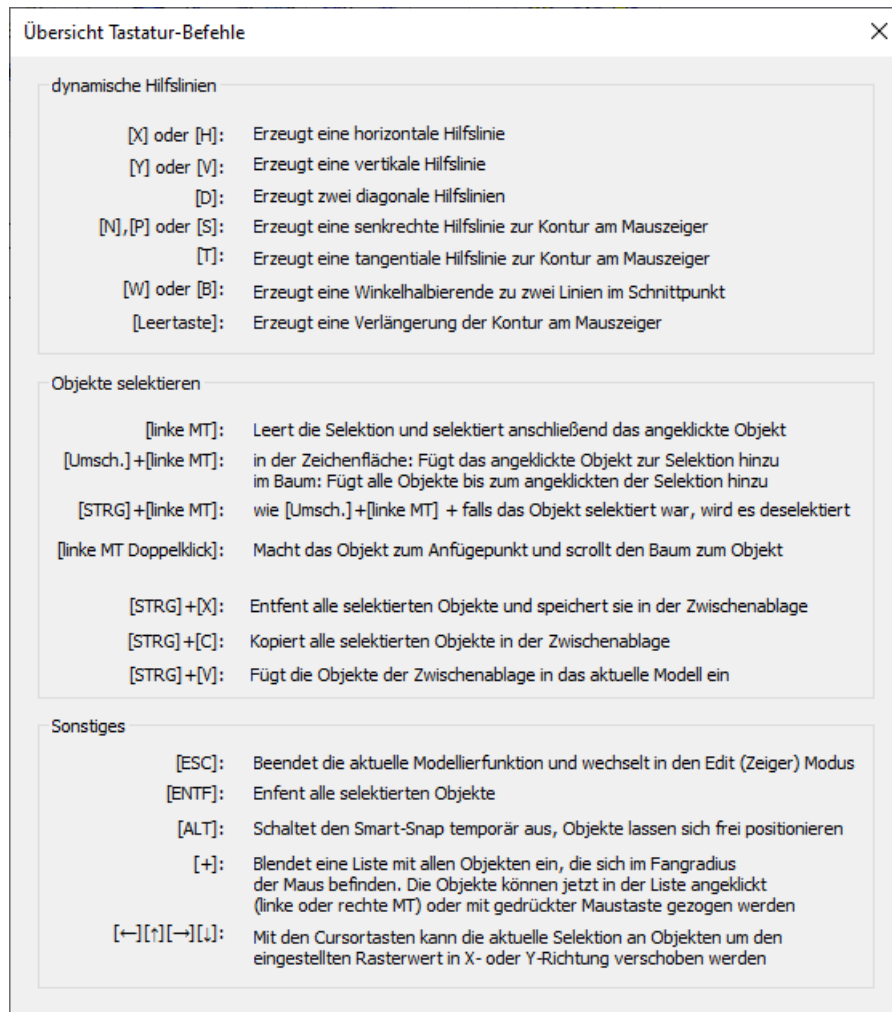 Übersicht Tastatur-Befehle
dynamische Hilfslinien
[X] oder [H]: Erzeugt eine horizontale Hilfslinie
[Y] oder [V]: Erzeugt eine vertikale Hilfslinie
[D]: Erzeugt zwei diagonale Hilfslinien
[N],[P] oder [S]: Erzeugt eine senkrechte Hilfslinie zur Kontur am Mauszeiger
[T]: Erzeugt eine tangentiale Hilfslinie zur Kontur am Mauszeiger
[W] oder [B]: Erzeugt eine Winkelhalbierende zu zwei Linien im Schnittpunkt
[Leertaste]: Erzeugt eine Verlängerung der Kontur am Mauszeiger
Objekte selektieren
[linke MT]: Leert die Selektion und selektiert anschließend das angeklickte Objekt
[Umsch.]+[linke MT]: in der Zeichenfläche: Fügt das angeklickte Objekt zur Selektion hinzu
im Baum: Fügt alle Objekte bis zum angeklickten der Selektion hinzu
[STRG]+[linke MT]: wie [Umsch.]+[linke MT] + falls das Objekt selektiert war, wird es deselektiert
[linke MT Doppelklick]: Macht das Objekt zum Anfügepunkt und scrollt den Baum zum Objekt
[STRG]+[X]: Entfent alle selektierten Objekte und speichert sie in der Zwischenablage
[STRG]+[C]: Kopiert alle selektierten Objekte in der Zwischenablage
[STRG]+[V]: Fügt die Objekte der Zwischenablage in das aktuelle Modell ein
Sonstiges
[ESC]: Beendet die aktuelle Modellierfunktion und wechselt in den Edit (Zeiger) Modus
[ENTF]: Enfent alle selektierten Objekte
[ALT]: Schaltet den Smart-Snap temporär aus, Objekte lassen sich frei positionieren
[+]: Blendet eine Liste mit allen Objekten ein, die sich im Fangradius
der Maus befinden. Die Objekte können jetzt in der Liste angeklickt
(linke oder rechte MT) oder mit gedrückter Maustaste gezogen werden
[←][↑][→][↓]: Mit den Cursortasten kann die aktuelle Selektion an Objekten um den
eingestellten Rasterwert in X- oder Y-Richtung verschoben werden